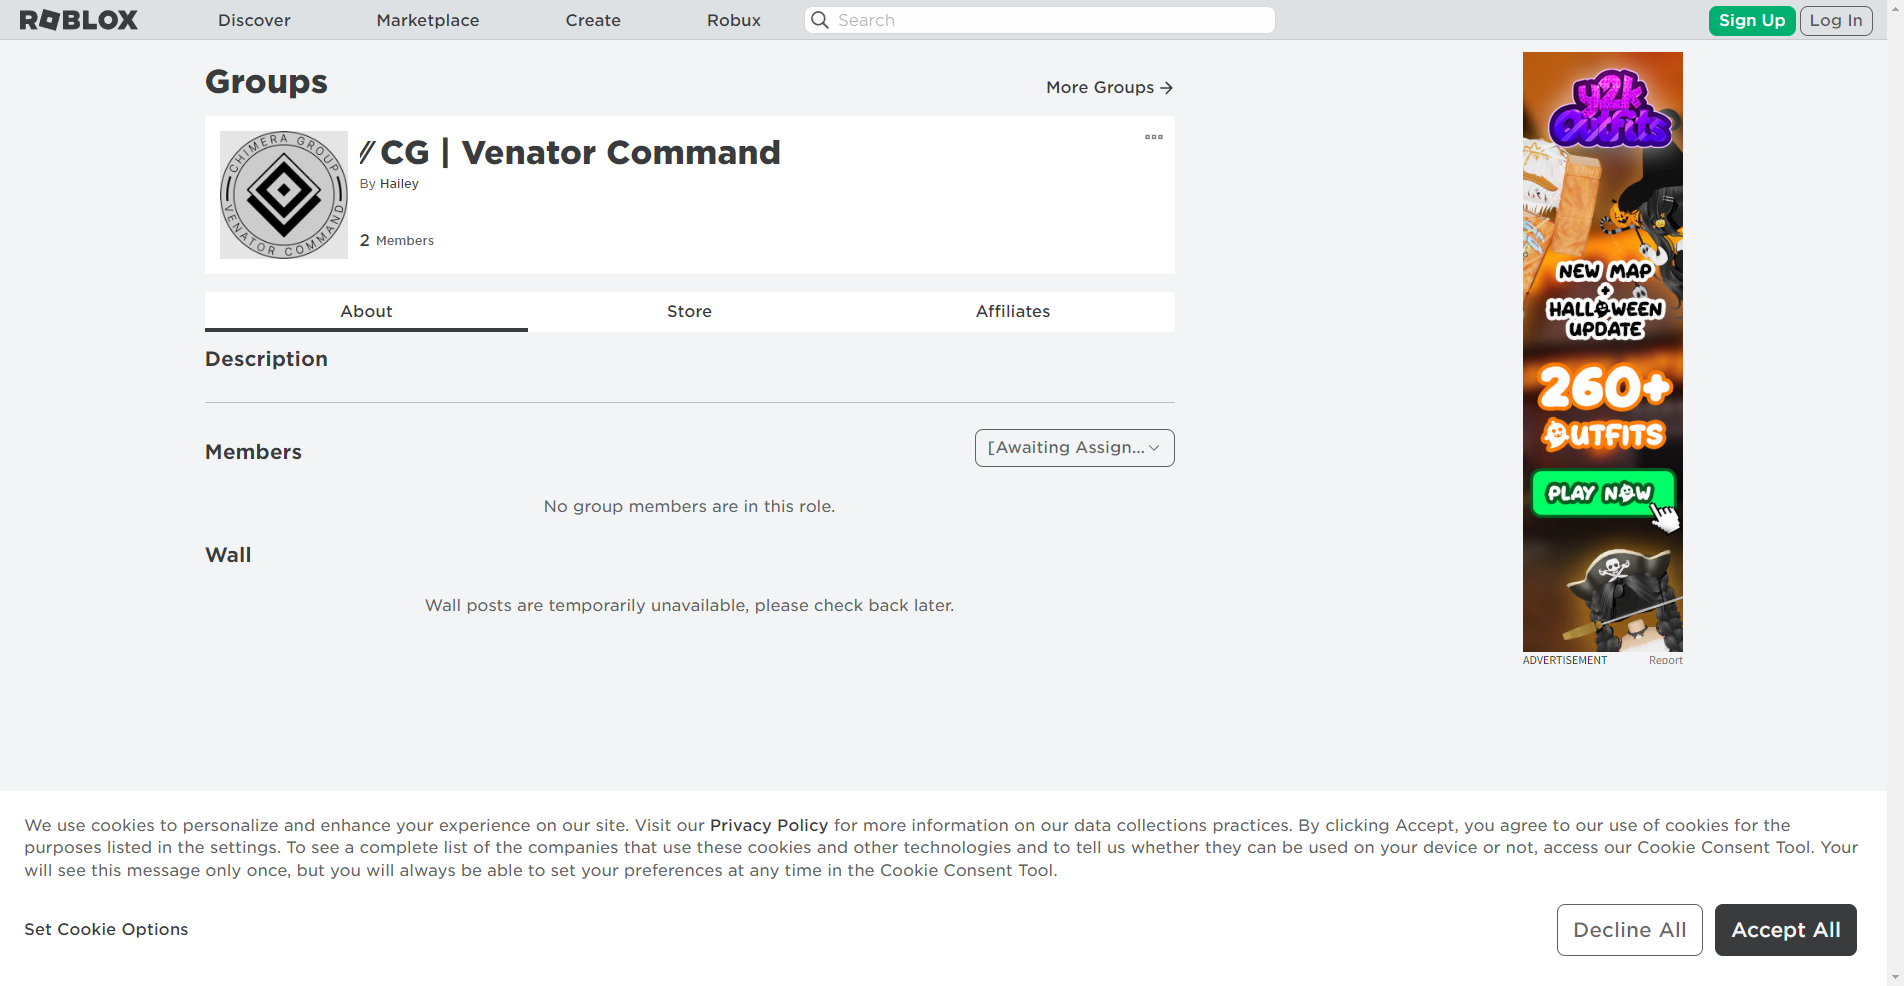 ROBLOX
Discover
Marketplace
Create
Robux
Search
Sign Up
Log In
Groups
More Groups →
CHIMERA GROUP
VENATOR COMMAND
//CG | Venator Command
By Hailey
2 Members
About
Store
Affiliates
Description
Members
[Awaiting Assign...
No group members are in this role.
Wall
Wall posts are temporarily unavailable, please check back later.
y2k
Outfits
NEW MAP
+
HALLOWEEN
UPDATE
260+
OUTFITS
PLAY NOW
ADVERTISEMENT
Report
We use cookies to personalize and enhance your experience on our site. Visit our Privacy Policy for more information on our data collections practices. By clicking Accept, you agree to our use of cookies for the
purposes listed in the settings. To see a complete list of the companies that use these cookies and other technologies and to tell us whether they can be used on your device or not, access our Cookie Consent Tool. Your
will see this message only once, but you will always be able to set your preferences at any time in the Cookie Consent Tool.
Set Cookie Options
Decline All
Accept All